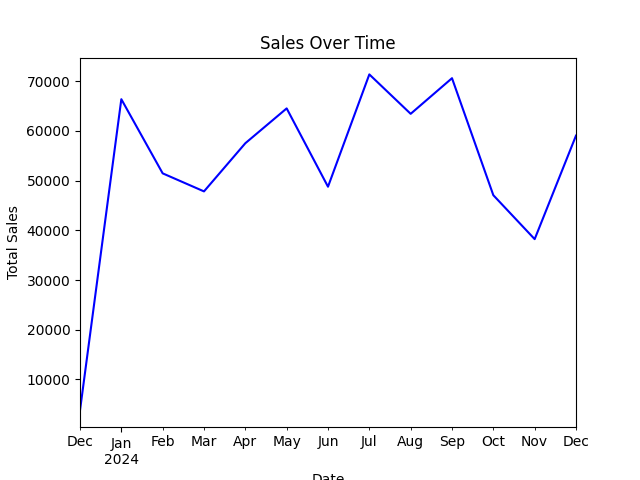 Sales Over Time
Total Sales
70000
60000
50000
40000
30000
20000
10000
Dec Jan Feb Mar Apr May Jun Jul Aug Sep Oct Nov Dec
2024
Date